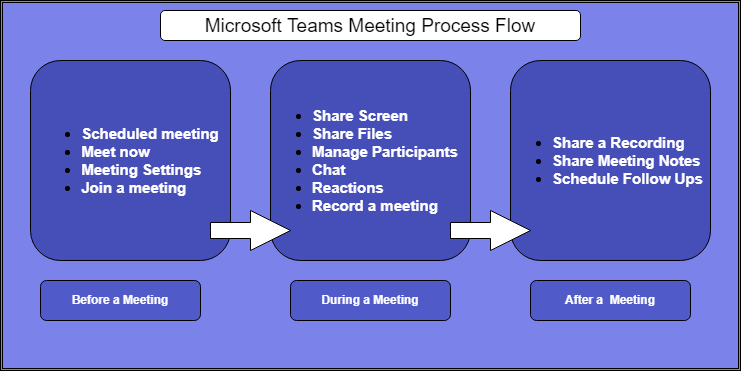 Microsoft Teams Meeting Process Flow
Scheduled meeting
Meet now
Meeting Settings
Join a meeting
Share Screen
Share Files
Manage Participants
Chat
Reactions
Record a meeting
Share a Recording
Share Meeting Notes
Schedule Follow Ups
Before a Meeting
During a Meeting
After a  Meeting